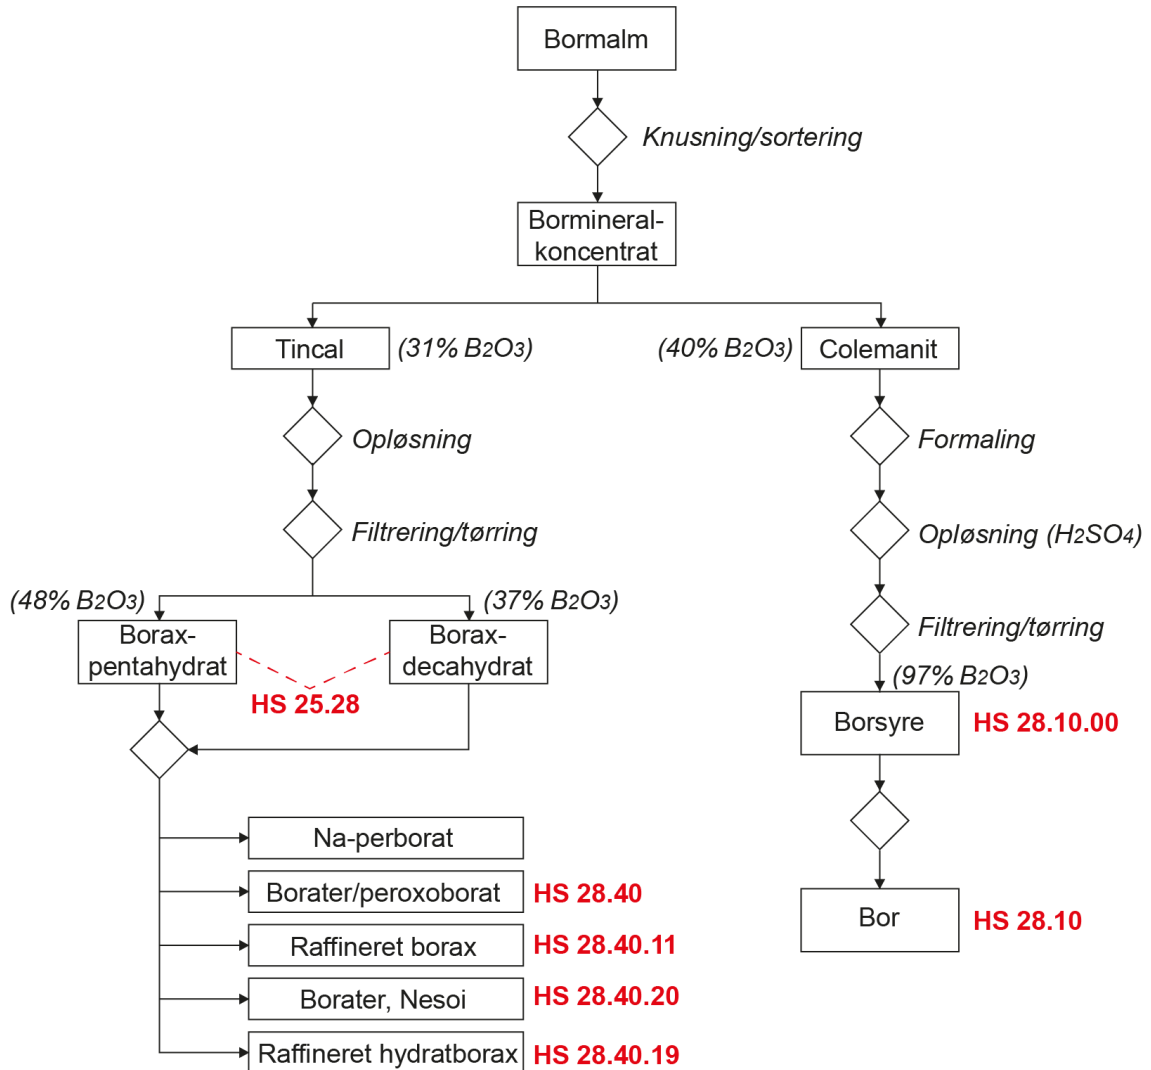 Bormalm
Knusning/sortering
Bormineral-
koncentrat
Tincal
(31% B2O3)
(40% B2O3)
Colemanit
Opløsning
Formaling
Filtrering/tørring
Opløsning (H2SO4)
(48% B2O3)
(37% B2O3)
Borax-
pentahydrat
Borax-
decahydrat
Filtrering/tørring
(97% B2O3)
HS 25.28
Borsyre
HS 28.10.00
Na-perborat
Borater/peroxoborat
HS 28.40
Bor
HS 28.10
Raffineret borax
HS 28.40.11
Borater, Nesoi
HS 28.40.20
Raffineret hydratborax
HS 28.40.19